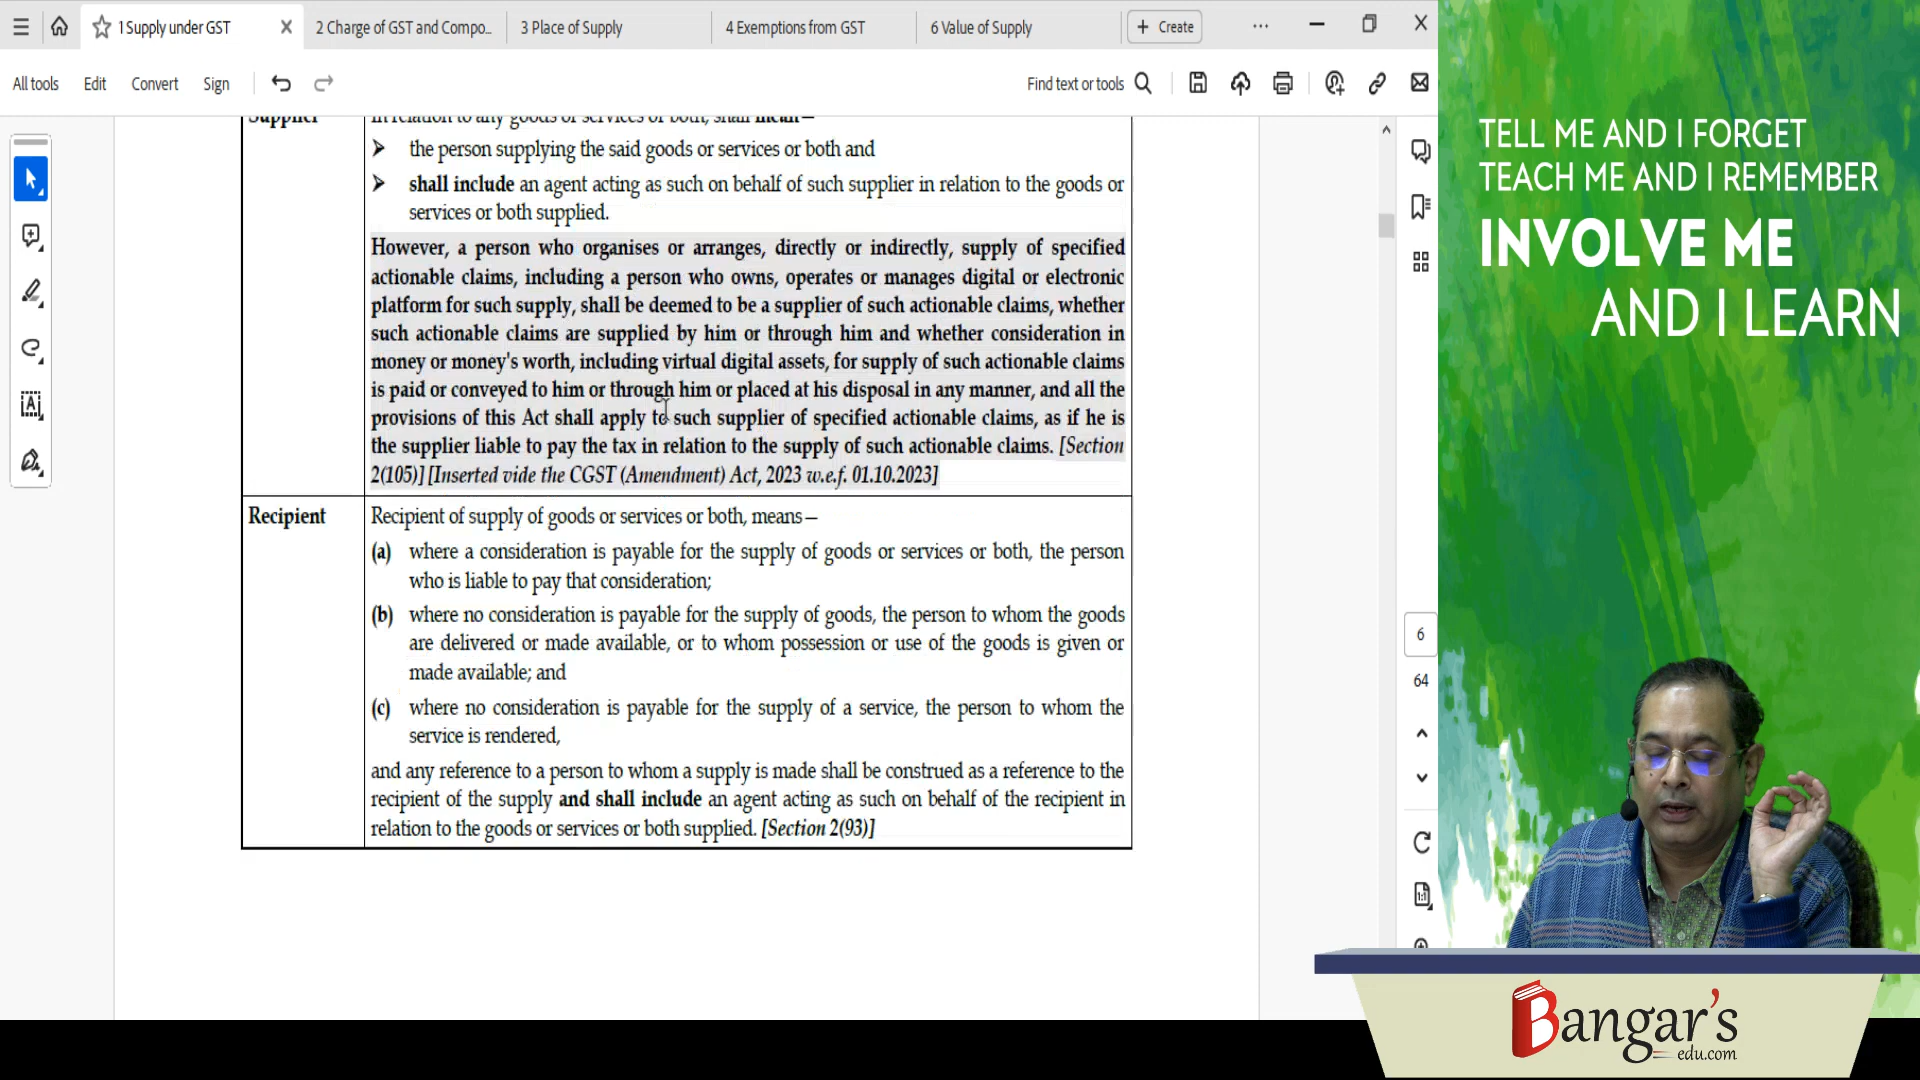 1 Supply under GST
2 Charge of GST and Compo...
3 Place of Supply
4 Exemptions from GST
6 Value of Supply
+ Create
All tools Edit Convert Sign
Find text or tools
Supplier
in relation to any goods or services or both, shall mean—
➢ the person supplying the said goods or services or both and
➢ shall include an agent acting as such on behalf of such supplier in relation to the goods or
services or both supplied.
However, a person who organises or arranges, directly or indirectly, supply of specified
actionable claims, including a person who owns, operates or manages digital or electronic
platform for such supply, shall be deemed to be a supplier of such actionable claims, whether
such actionable claims are supplied by him or through him and whether consideration in
money or money's worth, including virtual digital assets, for supply of such actionable claims
is paid or conveyed to him or through him or placed at his disposal in any manner, and all the
provisions of this Act shall apply to such supplier of specified actionable claims, as if he is
the supplier liable to pay the tax in relation to the supply of such actionable claims. [Section
2(105)] [Inserted vide the CGST (Amendment) Act, 2023 w.e.f. 01.10.2023]
Recipient
Recipient of supply of goods or services or both, means—
(a) where a consideration is payable for the supply of goods or services or both, the person
who is liable to pay that consideration;
(b) where no consideration is payable for the supply of goods, the person to whom the goods
are delivered or made available, or to whom possession or use of the goods is given or
made available; and
(c) where no consideration is payable for the supply of a service, the person to whom the
service is rendered,
and any reference to a person to whom a supply is made shall be construed as a reference to the
recipient of the supply and shall include an agent acting as such on behalf of the recipient in
relation to the goods or services or both supplied. [Section 2(93)]
6
64
TELL ME AND I FORGET
TEACH ME AND I REMEMBER
INVOLVE ME
AND I LEARN
Bangar's
edu.com